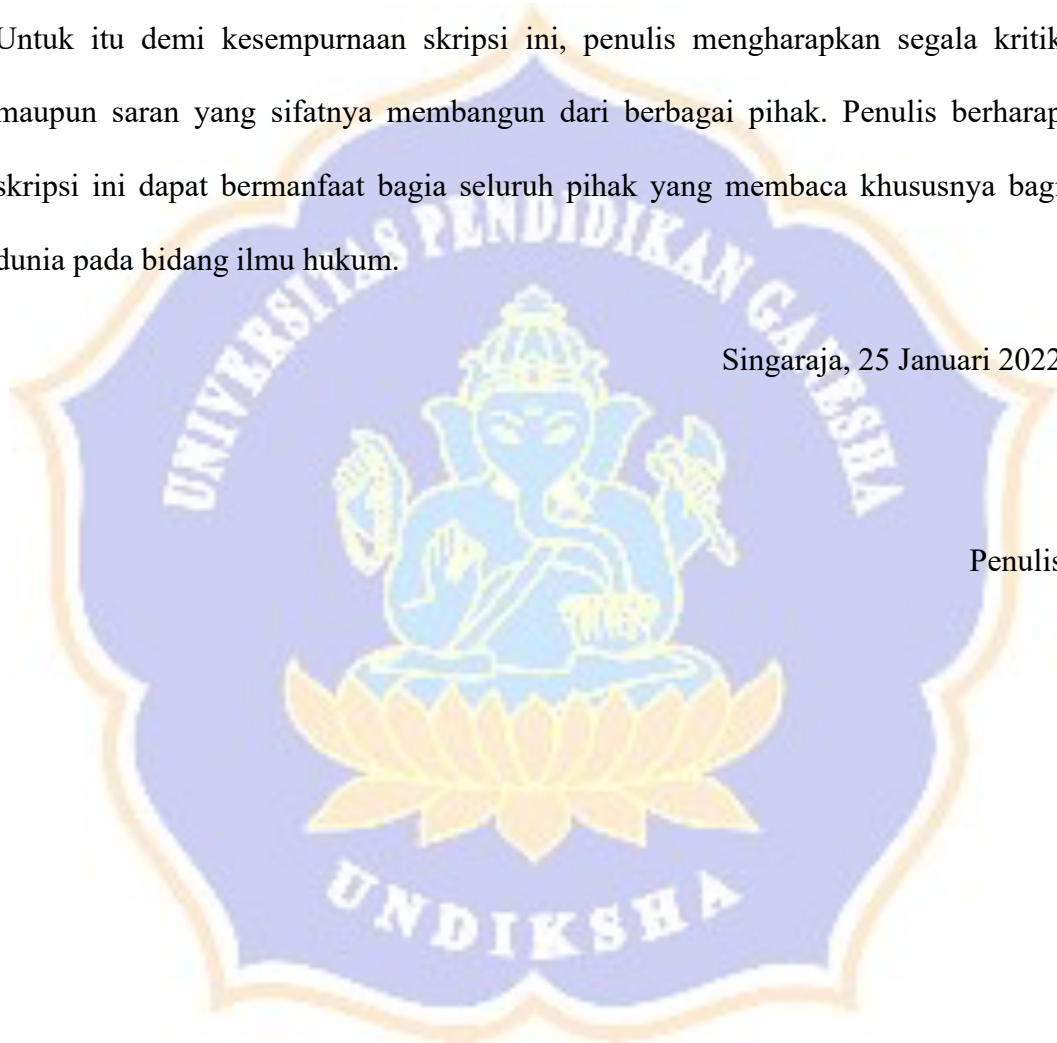 Untuk itu demi kesempurnaan skripsi ini, penulis mengharapkan segala kritik
maupun saran yang sifatnya membangun dari berbagai pihak. Penulis berharap
skripsi ini dapat bermanfaat bagia seluruh pihak yang membaca khususnya bagi
dunia pada bidang ilmu hukum.
UNIVERSITAS PENDIDIKAN GANESHA
Singaraja, 25 Januari 2022
Penulis
UNDIKSHA